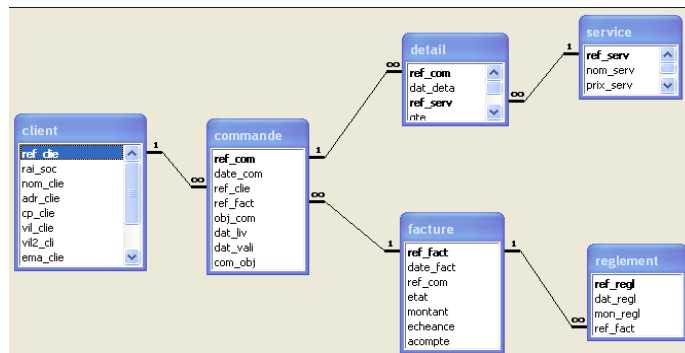 client
ref_clie
rai_soc
nom_clie
adr_clie
cp_clie
vil_clie
vil2_cli
ema_clie
1
∞
commande
ref_com
date_com
ref_clie
ref_fact
obj_com
dat_liv
dat_vali
com_obj
1
∞
∞
detail
ref_com
dat_deta
ref_serv
qte
∞
1
service
ref_serv
nom_serv
prix_serv
1
facture
ref_fact
date_fact
ref_com
etat
montant
echeance
acompte
1
∞
reglement
ref_regl
dat_regl
mon_regl
ref_fact